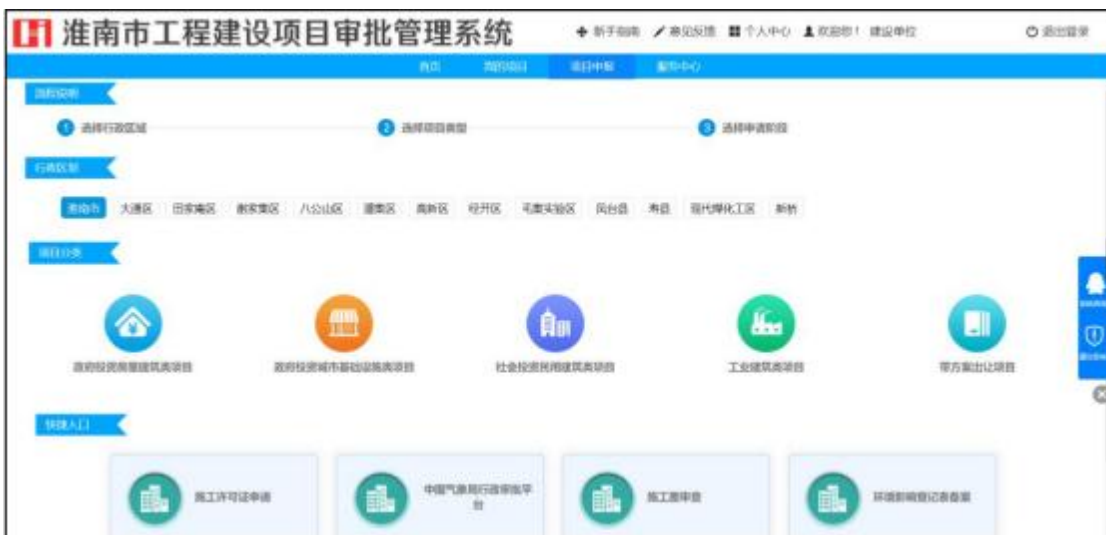 淮南市工程建设项目审批管理系统
新手指南 意见反馈 个人中心 欢迎您！ 建设单位 退出登录
首页 我的项目 项目申报 服务中心
流程说明
1 选择行政区域 2 选择项目类型 3 选择申请阶段
行政区划
淮南市 大通区 田家庵区 谢家集区 八公山区 潘集区 高新区 经开区 毛集实验区 凤台县 寿县 现代煤化工区 新桥
项目分类
政府投资房屋建筑类项目 政府投资城市基础设施类项目 社会投资民用建筑类项目 工业建筑类项目 带方案出让项目
快捷入口
施工许可证申请 中国气象局行政审批平台 施工图审查 环境影响登记表备案